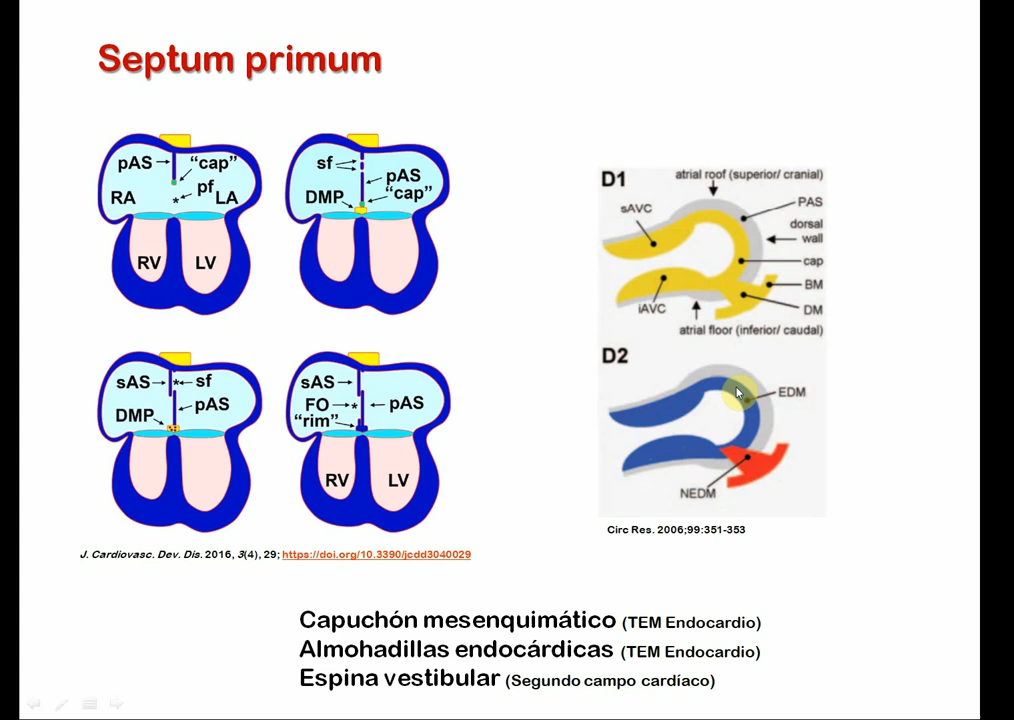 Septum primum
pAS
"cap"
pf
RA
*
LA
RV
LV
sf
pAS
DMP
"cap"
sAS
*
sf
pAS
DMP
sAS
FO
*
pAS
"rim"
RV
LV
D1
atrial roof (superior/ cranial)
sAVC
PAS
dorsal
wall
cap
BM
iAVC
DM
atrial floor (inferior/ caudal)
D2
EDM
NEDM
Circ Res. 2006;99:351-353
J. Cardiovasc. Dev. Dis. 2016, 3(4), 29; https://doi.org/10.3390/jcdd3040029
Capuchón mesenquimático (TEM Endocardio)
Almohadillas endocárdicas (TEM Endocardio)
Espina vestibular (Segundo campo cardíaco)